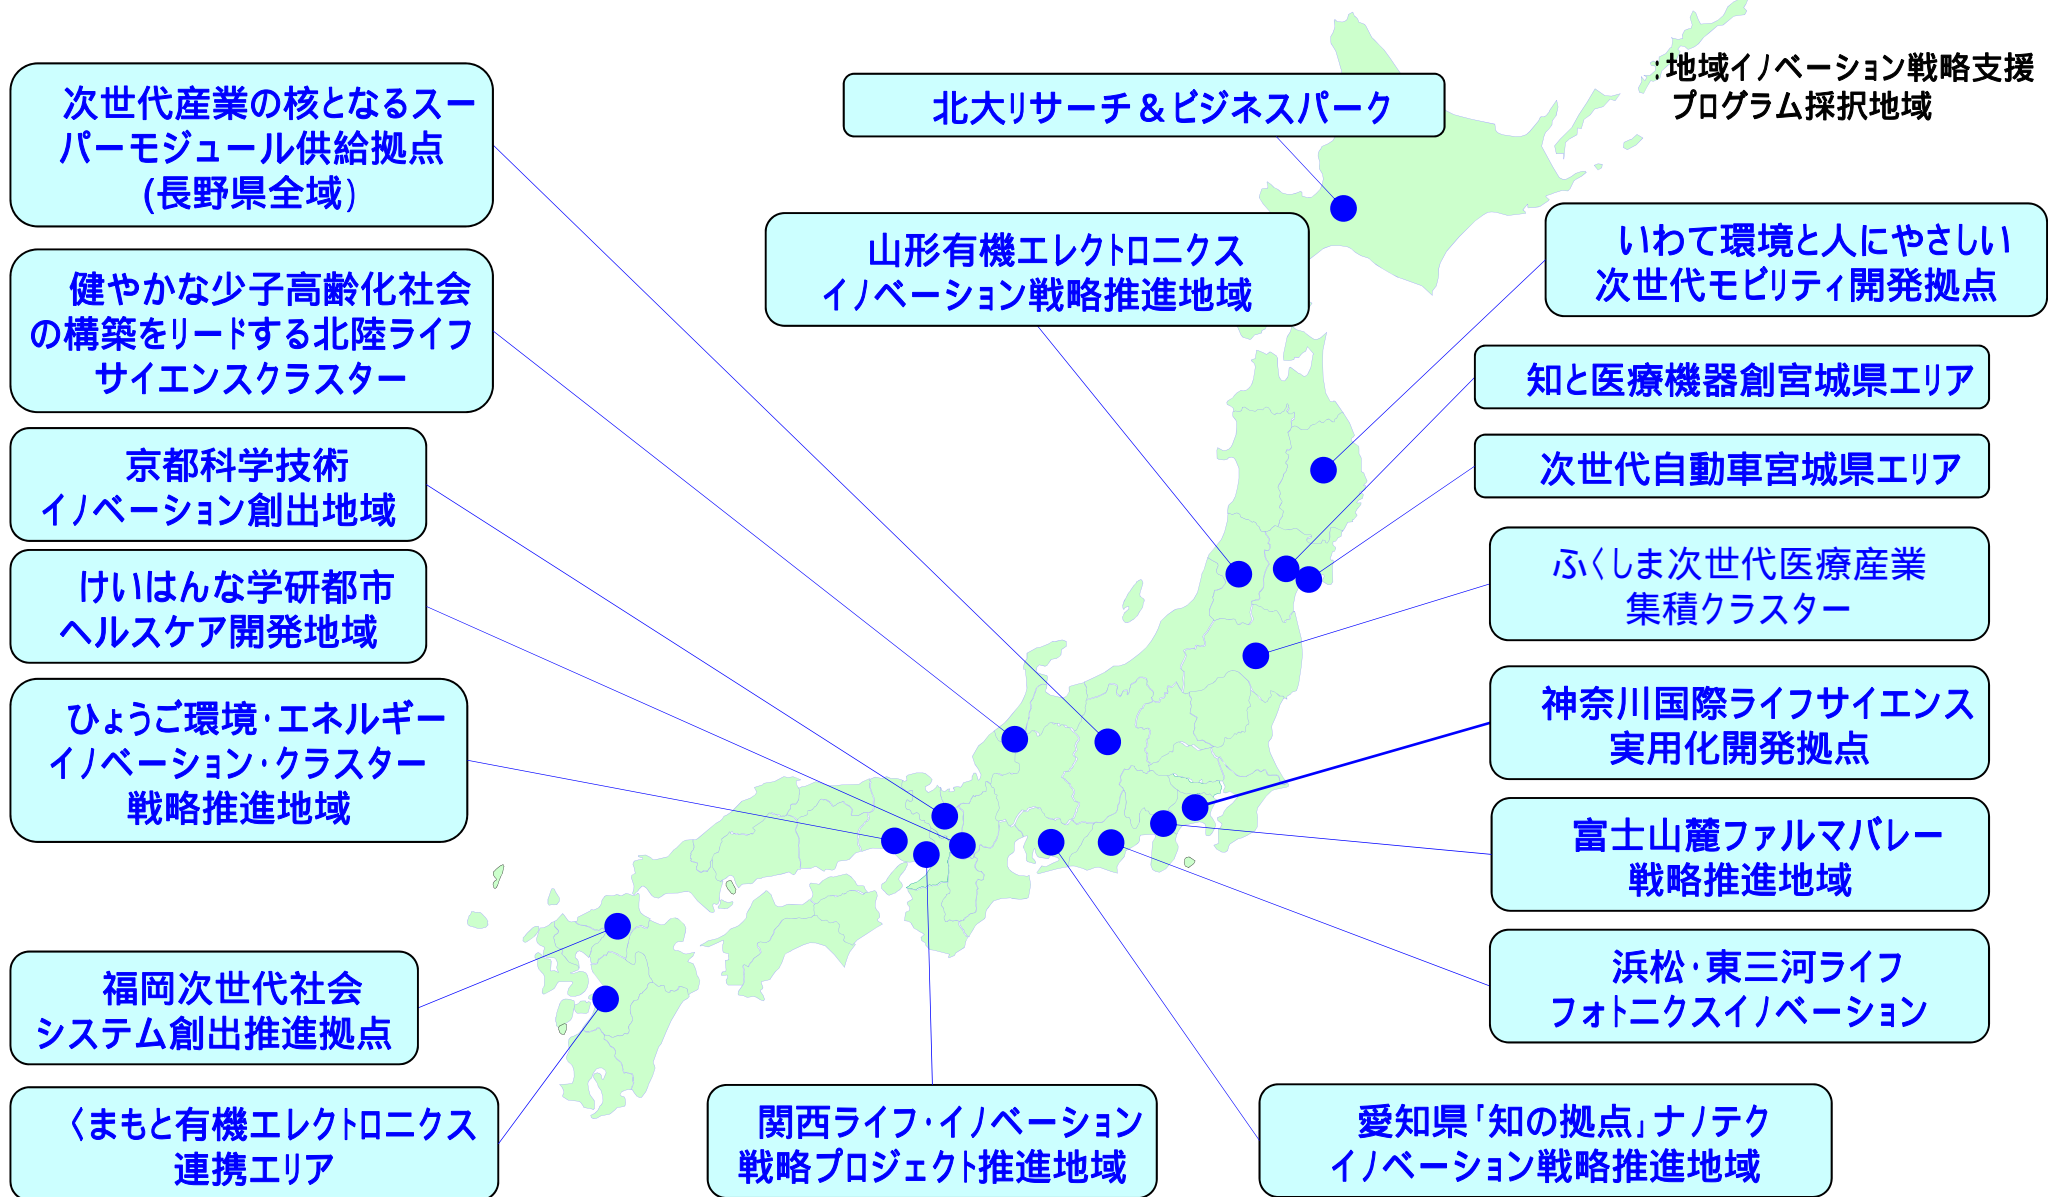 :地域イノベーション戦略支援
プログラム採択地域
次世代産業の核となるスー
パーモジュール供給拠点
(長野県全域)
健やかな少子高齢化社会
の構築をリードする北陸ライフ
サイエンスクラスター
京都科学技術
イノベーション創出地域
けいはんな学研都市
ヘルスケア開発地域
ひょうご環境・エネルギー
イノベーション・クラスター
戦略推進地域
福岡次世代社会
システム創出推進拠点
くまもと有機エレクトロニクス
連携エリア
北大リサーチ&ビジネスパーク
山形有機エレクトロニクス
イノベーション戦略推進地域
いわて環境と人にやさしい
次世代モビリティ開発拠点
知と医療機器創宮城県エリア
次世代自動車宮城県エリア
ふくしま次世代医療産業
集積クラスター
神奈川国際ライフサイエンス
実用化開発拠点
富士山麓ファルマバレー
戦略推進地域
浜松・東三河ライフ
フォトニクスイノベーション
関西ライフ・イノベーション
戦略プロジェクト推進地域
愛知県「知の拠点」ナノテク
イノベーション戦略推進地域